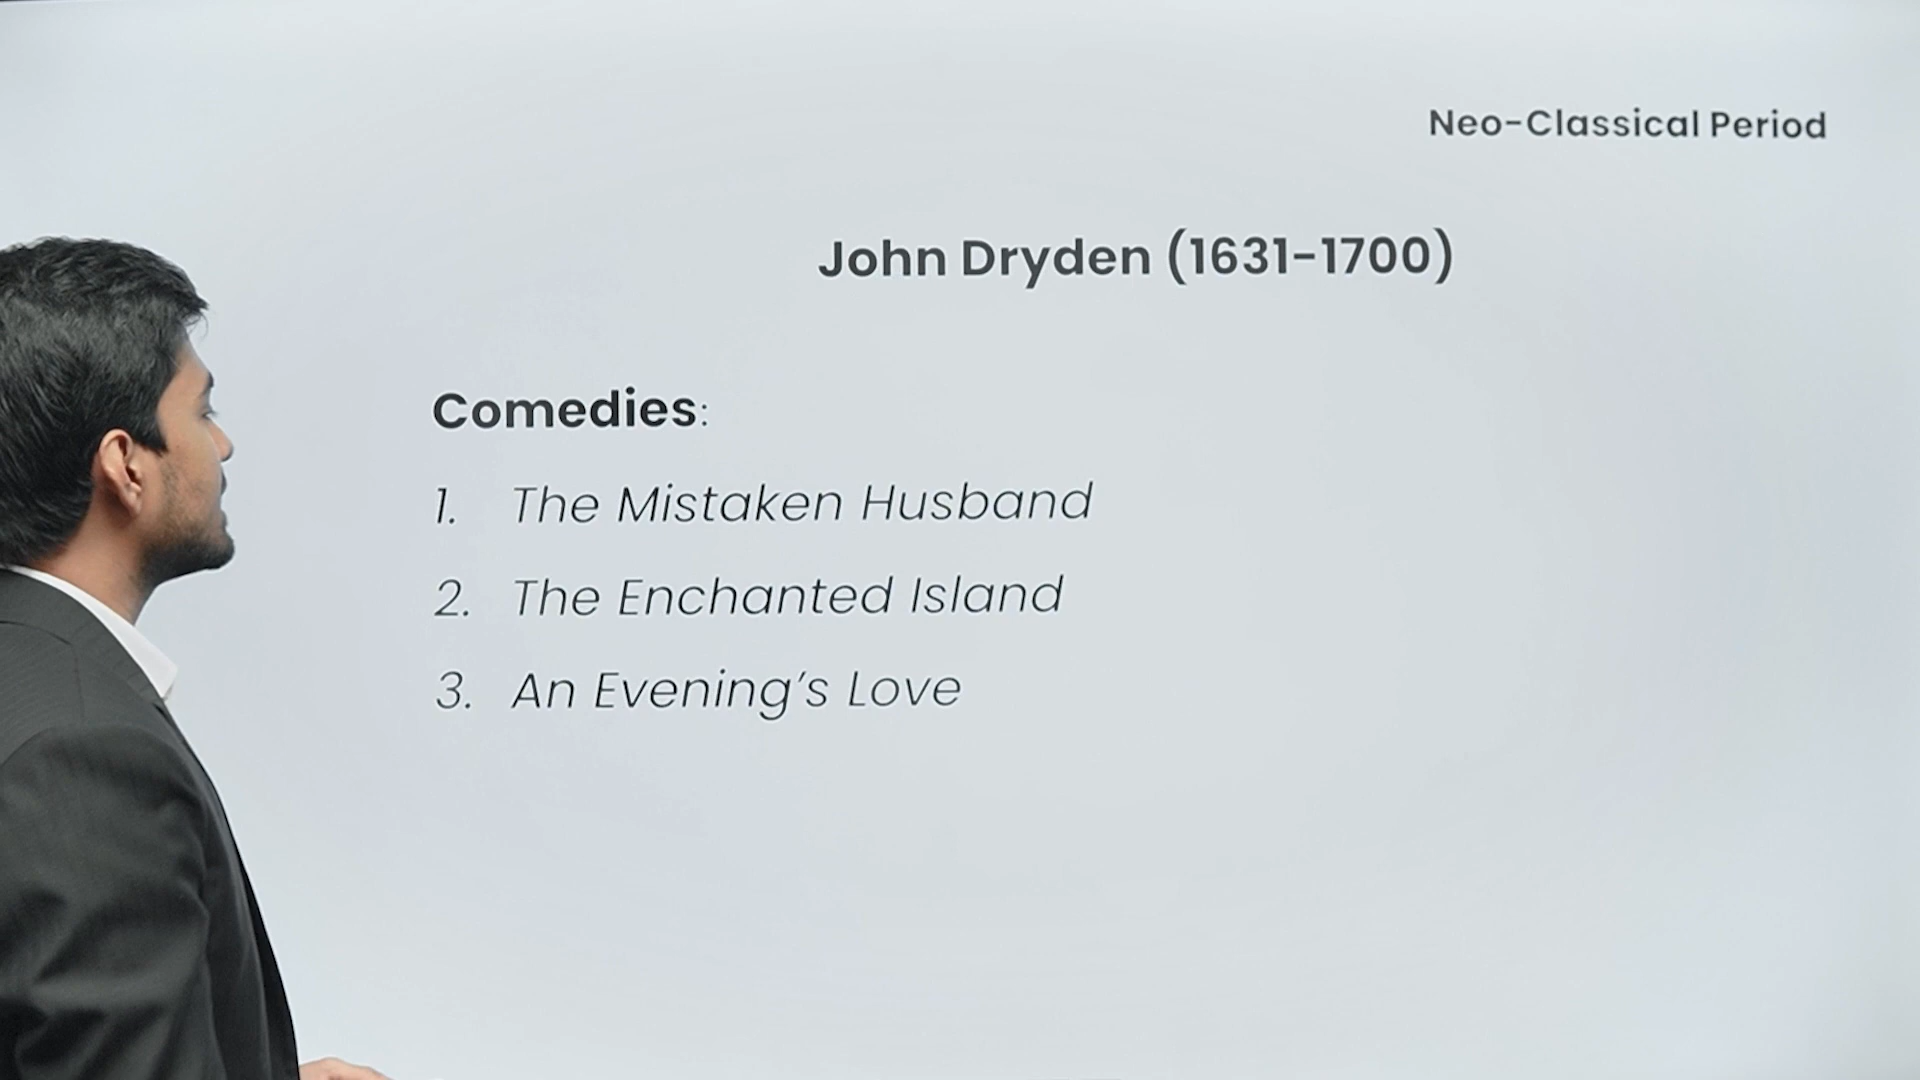 Neo-Classical Period
John Dryden (1631-1700)
Comedies:
1. The Mistaken Husband
2. The Enchanted Island
3. An Evening's Love